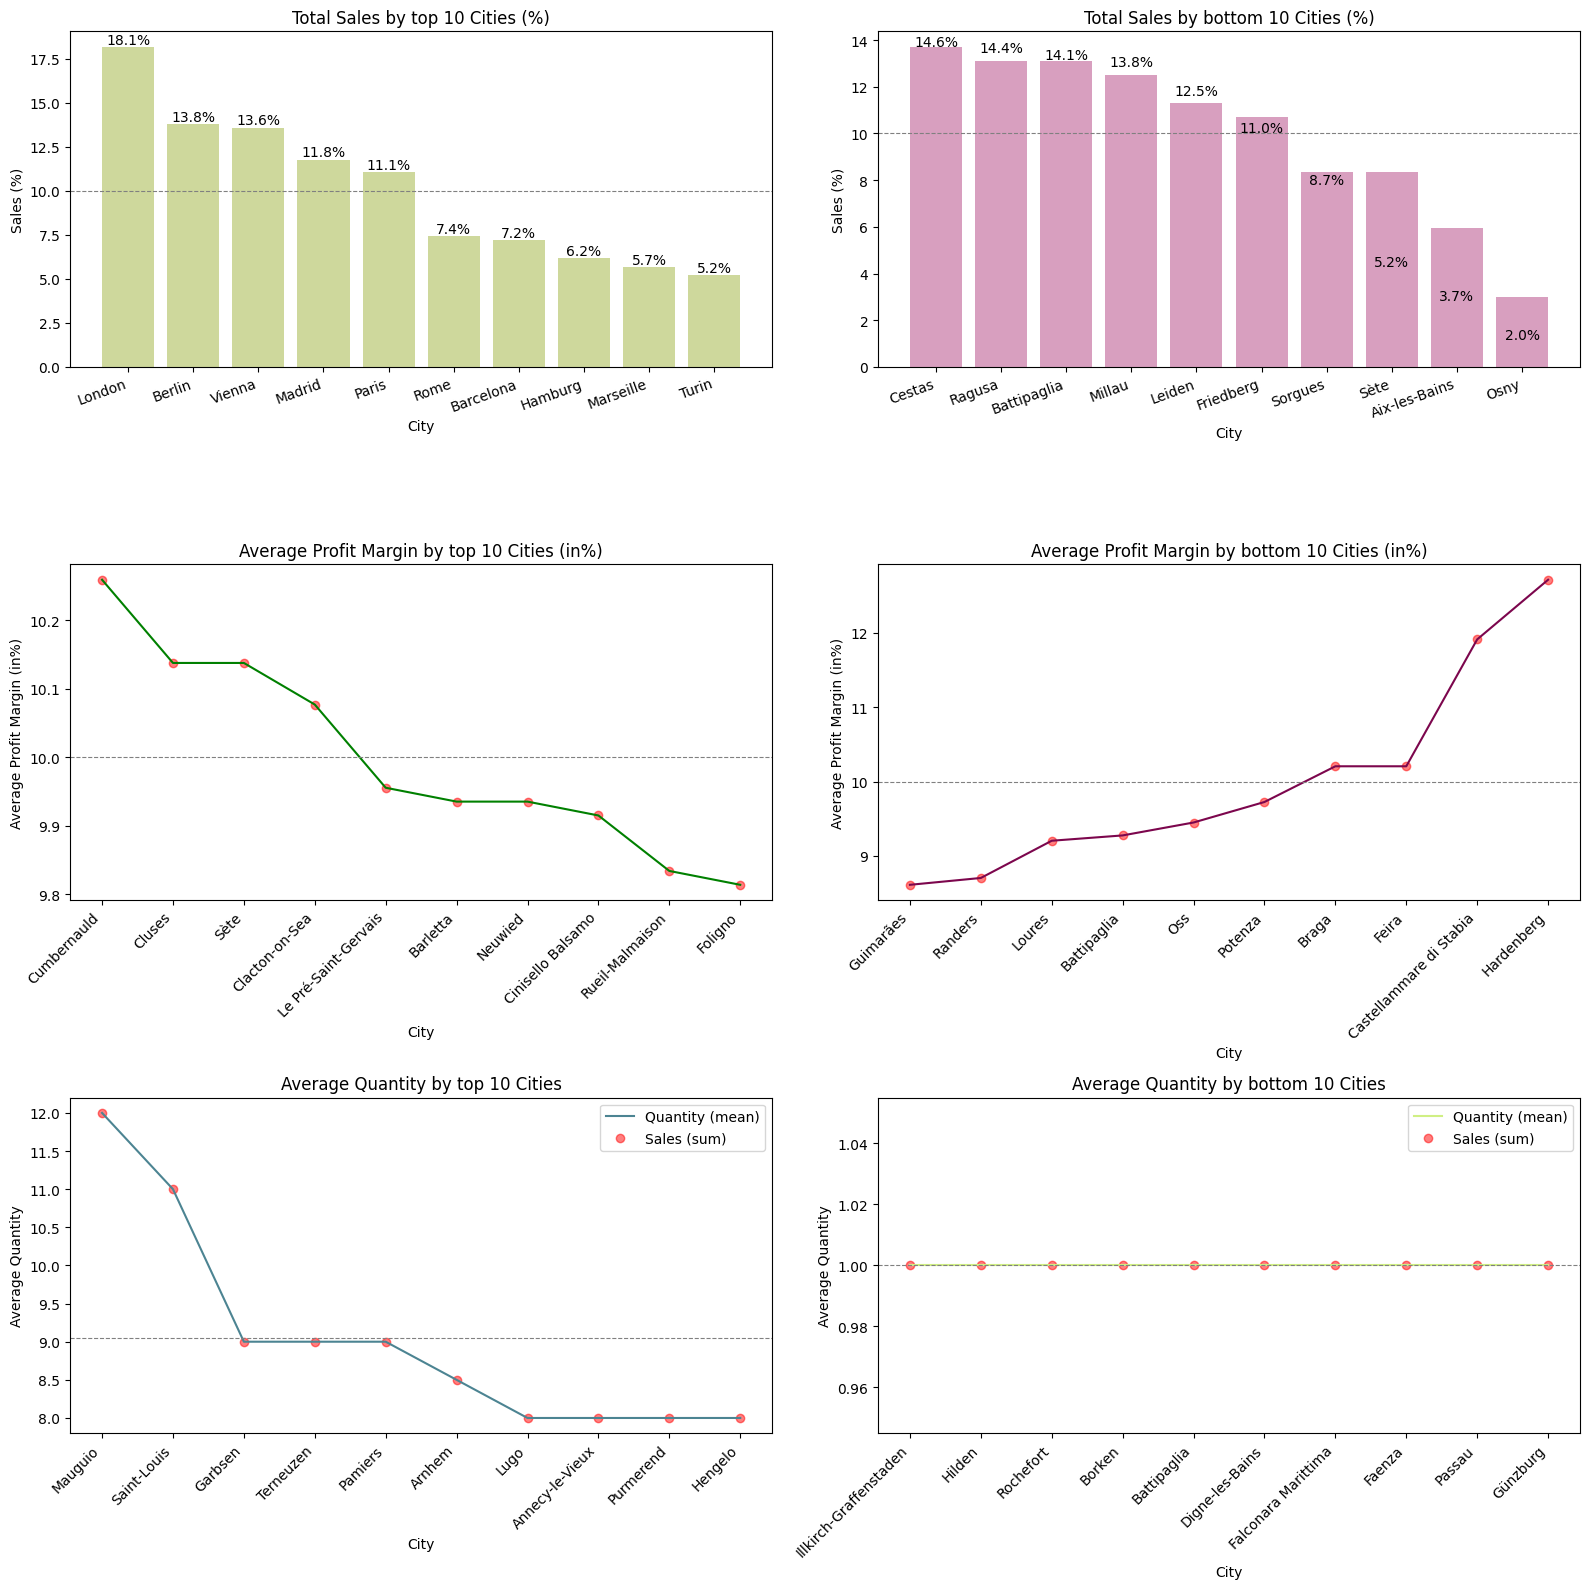 Total Sales by top 10 Cities (%)
Sales (%)
17.5
15.0
12.5
10.0
7.5
5.0
2.5
0.0
18.1%
13.8%
13.6%
11.8%
11.1%
7.4%
7.2%
6.2%
5.7%
5.2%
London
Berlin
Vienna
Madrid
Paris
Rome
Barcelona
Hamburg
Marseille
Turin
City
Total Sales by bottom 10 Cities (%)
Sales (%)
14
12
10
8
6
4
2
0
14.6%
14.4%
14.1%
13.8%
12.5%
11.0%
8.7%
5.2%
3.7%
2.0%
Cestas
Ragusa
Battipaglia
Millau
Leiden
Friedberg
Sorgues
Sète
Aix-les-Bains
Osny
City
Average Profit Margin by top 10 Cities (in%)
Average Profit Margin (in%)
10.2
10.1
10.0
9.9
9.8
Cumbernauld
Cluses
Sète
Clacton-on-Sea
Le Pré-Saint-Gervais
Barletta
Neuwied
Cinisello Balsamo
Rueil-Malmaison
Foligno
City
Average Profit Margin by bottom 10 Cities (in%)
Average Profit Margin (in%)
12
11
10
9
Guimarães
Randers
Loures
Battipaglia
Oss
Potenza
Braga
Feira
Castellammare di Stabia
Hardenberg
City
Average Quantity by top 10 Cities
Average Quantity
12.0
11.5
11.0
10.5
10.0
9.5
9.0
8.5
8.0
Quantity (mean)
Sales (sum)
Mauguio
Saint-Louis
Garbsen
Terneuzen
Pamiers
Arnhem
Lugo
Annecy-le-Vieux
Purmerend
Hengelo
City
Average Quantity by bottom 10 Cities
Average Quantity
1.04
1.02
1.00
0.98
0.96
Quantity (mean)
Sales (sum)
Illkirch-Graffenstaden
Hilden
Rochefort
Borken
Battipaglia
Digne-les-Bains
Falconara Marittima
Faenza
Passau
Günzburg
City